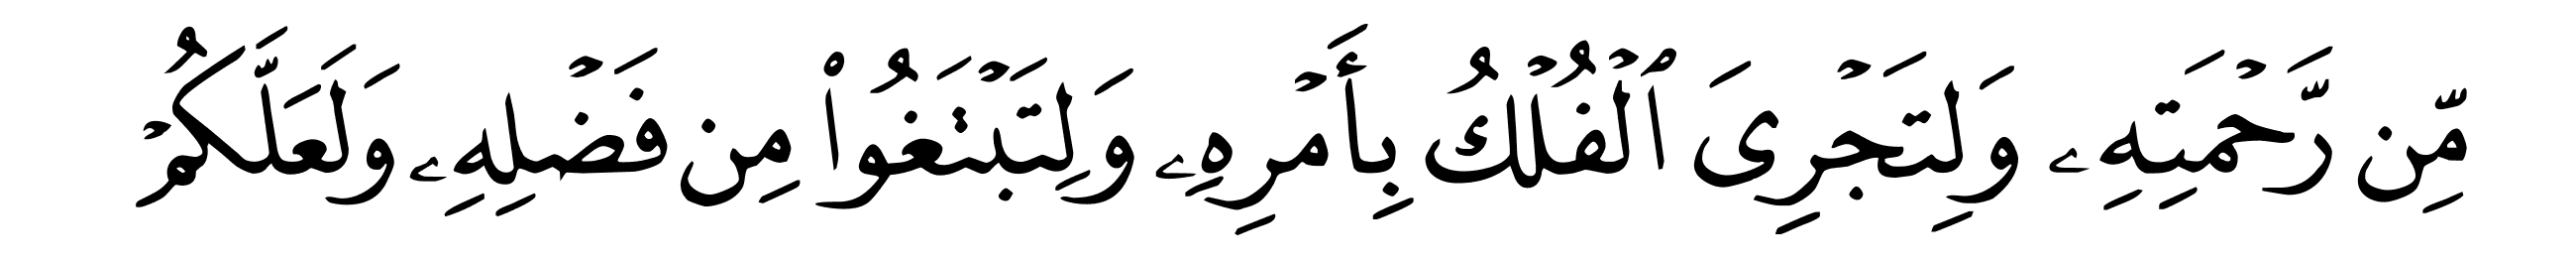 مِّن رَّحْمَتِهِۦ وَلِتَجْرِىَ ٱلْفُلْكُ بِأَمْرِهِۦ وَلِتَبْتَغُوا۟ مِن فَضْلِهِۦ وَلَعَلَّكُمْ